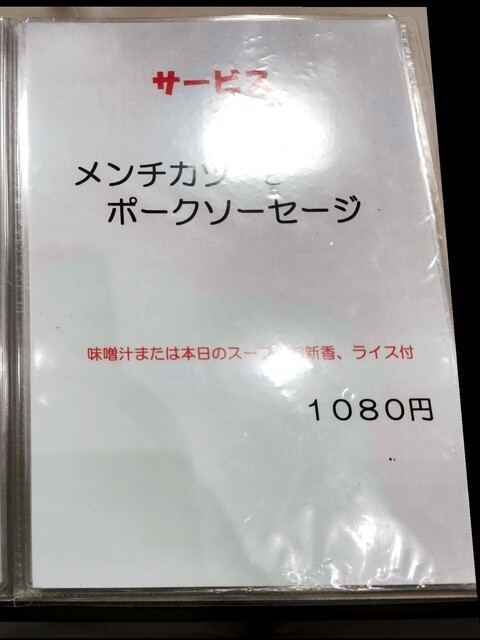 サービス
メンチカツ と
ポークソーセージ
味噌汁または本日のスープ、お新香、ライス付
１０８０円